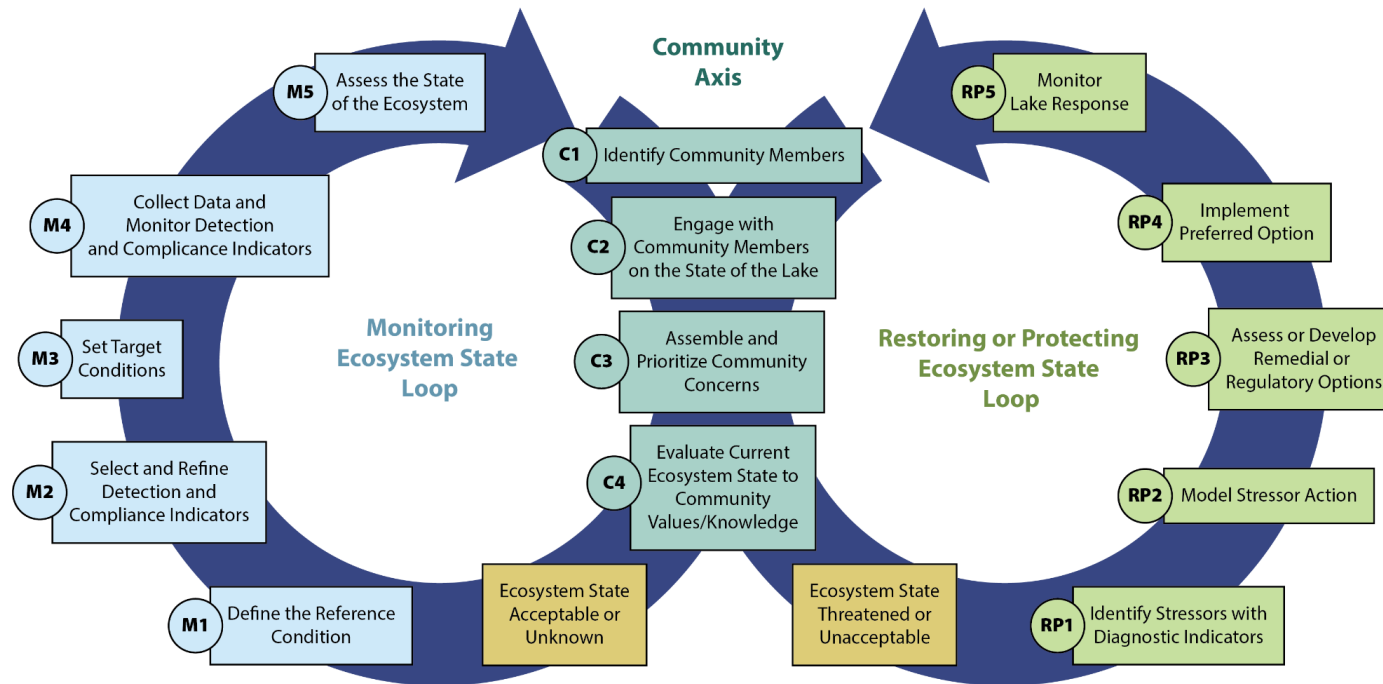 Community
Axis
C1
Identify Community Members
C2
Engage with
Community Members
on the State of the Lake
C3
Assemble and
Prioritize Community
Concerns
C4
Evaluate Current
Ecosystem State to
Community
Values/Knowledge
Monitoring
Ecosystem State
Loop
M5
Assess the State
of the Ecosystem
M4
Collect Data and
Monitor Detection
and Complicance Indicators
M3
Set Target
Conditions
M2
Select and Refine
Detection and
Compliance Indicators
M1
Define the Reference
Condition
Ecosystem State
Acceptable or
Unknown
Restoring or Protecting
Ecosystem State
Loop
RP5
Monitor
Lake Response
RP4
Implement
Preferred Option
RP3
Assess or Develop
Remedial or
Regulatory Options
RP2
Model Stressor Action
RP1
Identify Stressors with
Diagnostic Indicators
Ecosystem State
Threatened or
Unacceptable